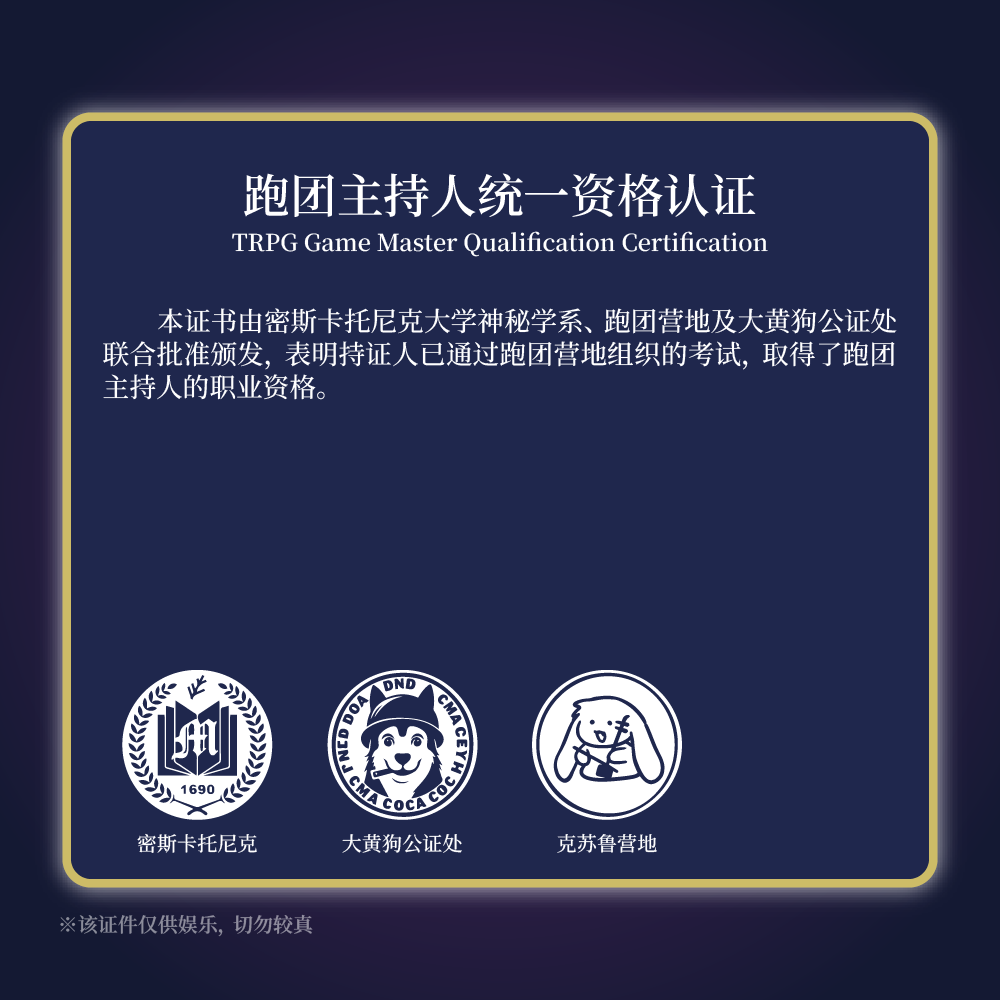 跑团主持人统一资格认证
TRPG Game Master Qualification Certification
本证书由密斯卡托尼克大学神秘学系、跑团营地及大黄狗公证处
联合批准颁发，表明持证人已通过跑团营地组织的考试，取得了跑团
主持人的职业资格。
M
1690
DND CMA CEYH COC COCA CMA JNED DOA
密斯卡托尼克
大黄狗公证处
克苏鲁营地
※该证件仅供娱乐，切勿较真